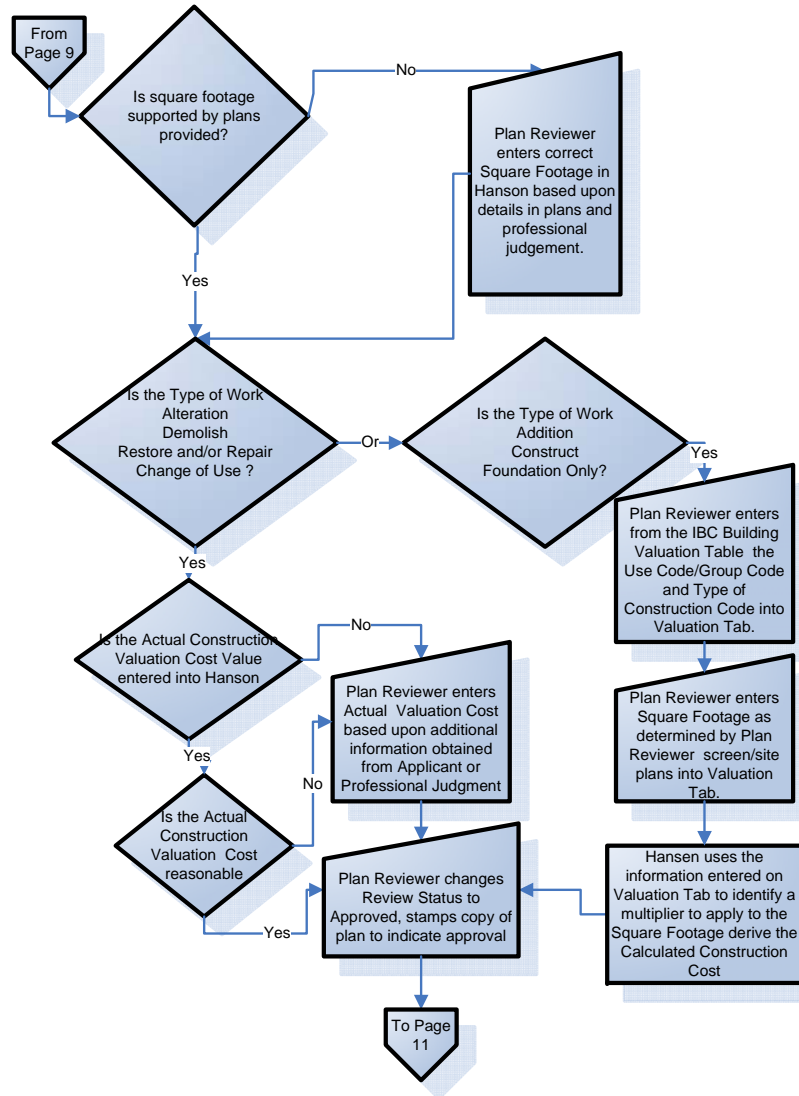 From
Page 9
Is square footage
supported by plans
provided?
No
Plan Reviewer
enters correct
Square Footage in
Hanson based upon
details in plans and
professional
judgement.
Yes
Is the Type of Work
Alteration
Demolish
Restore and/or Repair
Change of Use ?
Or
Is the Type of Work
Addition
Construct
Foundation Only?
Yes
Plan Reviewer enters
from the IBC Building
Valuation Table the
Use Code/Group Code
and Type of
Construction Code into
Valuation Tab.
Yes
Is the Actual Construction
Valuation Cost Value
entered into Hanson
No
Plan Reviewer enters
Actual Valuation Cost
based upon additional
information obtained
from Applicant or
Professional Judgment
Plan Reviewer enters
Square Footage as
determined by Plan
Reviewer screen/site
plans into Valuation
Tab.
Yes
No
Is the Actual
Construction
Valuation Cost
reasonable
Yes
Plan Reviewer changes
Review Status to
Approved, stamps copy of
plan to indicate approval
Hansen uses the
information entered on
Valuation Tab to identify a
multiplier to apply to the
Square Footage derive the
Calculated Construction
Cost
To Page
11